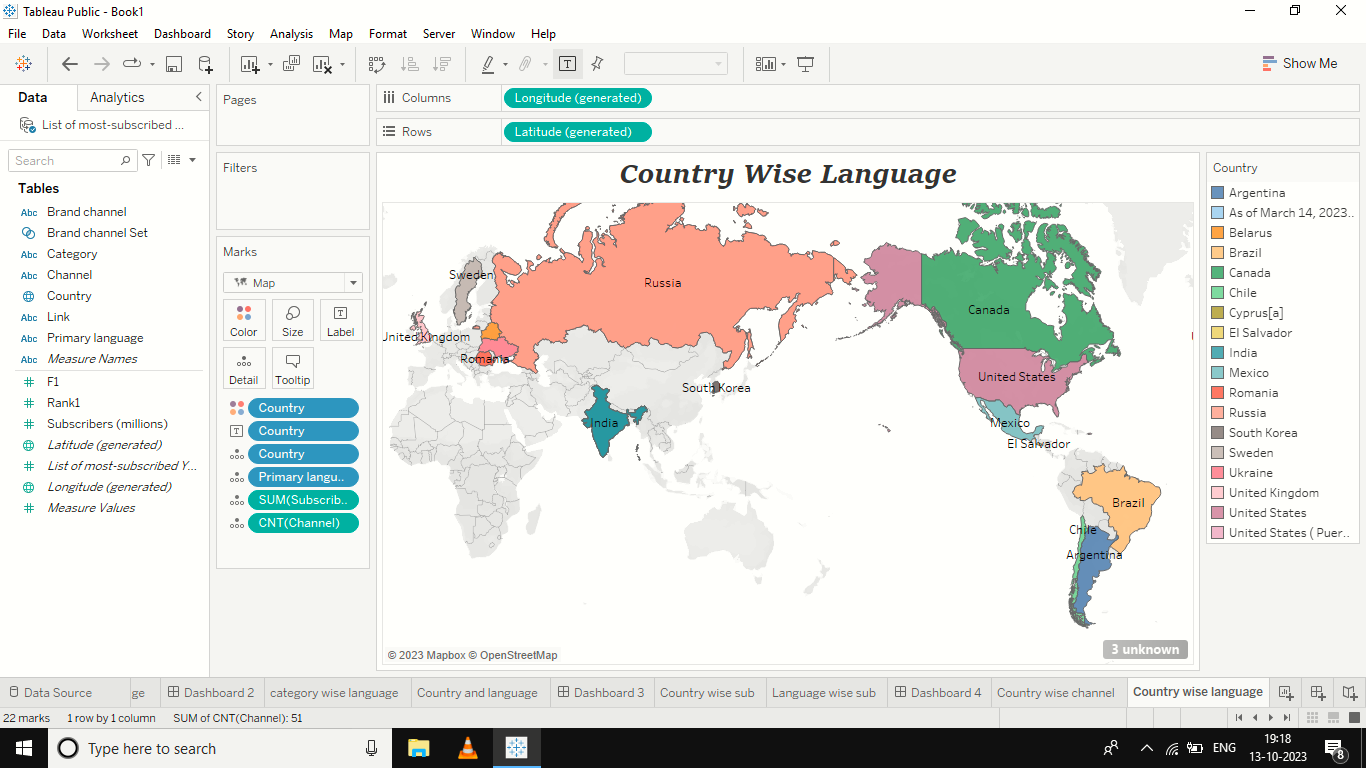 Tableau Public - Book1
File Data Worksheet Dashboard Story Analysis Map Format Server Window Help
Show Me
Data Analytics
List of most-subscribed ...
Search
Tables
Abc Brand channel
Brand channel Set
Abc Category
Abc Channel
Country
Abc Link
Abc Primary language
Abc Measure Names
F1
Rank1
Subscribers (millions)
Latitude (generated)
List of most-subscribed Y...
Longitude (generated)
Measure Values
Pages
Filters
Marks
Map
Color Size Label
Detail Tooltip
Country
Country
Country
Primary langu..
SUM(Subscrib..
CNT(Channel)
Columns Longitude (generated)
Rows Latitude (generated)
Country Wise Language
Sweden
Russia
United Kingdom
Romania
South Korea
India
Canada
United States
Mexico
El Salvador
Brazil
Chile
Argentina
© 2023 Mapbox © OpenStreetMap
3 unknown
Country
Argentina
As of March 14, 2023..
Belarus
Brazil
Canada
Chile
Cyprus[a]
El Salvador
India
Mexico
Romania
Russia
South Korea
Sweden
Ukraine
United Kingdom
United States
United States ( Puer..
Data Source ge Dashboard 2 category wise language Country and language Dashboard 3 Country wise sub Language wise sub Dashboard 4 Country wise channel Country wise language
22 marks 1 row by 1 column SUM of CNT(Channel): 51
Type here to search
ENG
19:18
13-10-2023
8